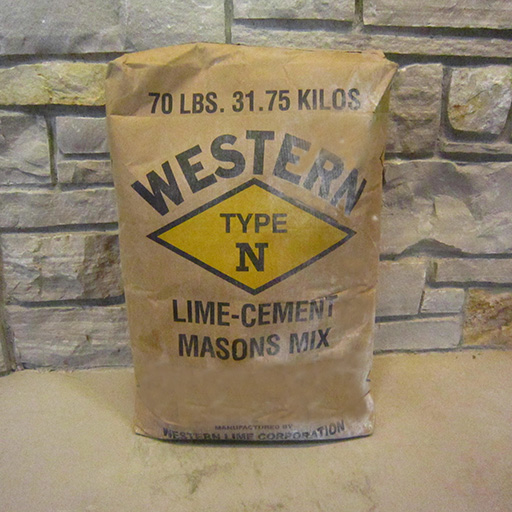 70 LBS. 31.75 KILOS
WESTERN
TYPE
N
LIME-CEMENT
MASONS MIX
MANUFACTURED BY
WESTERN LIME CORPORATION